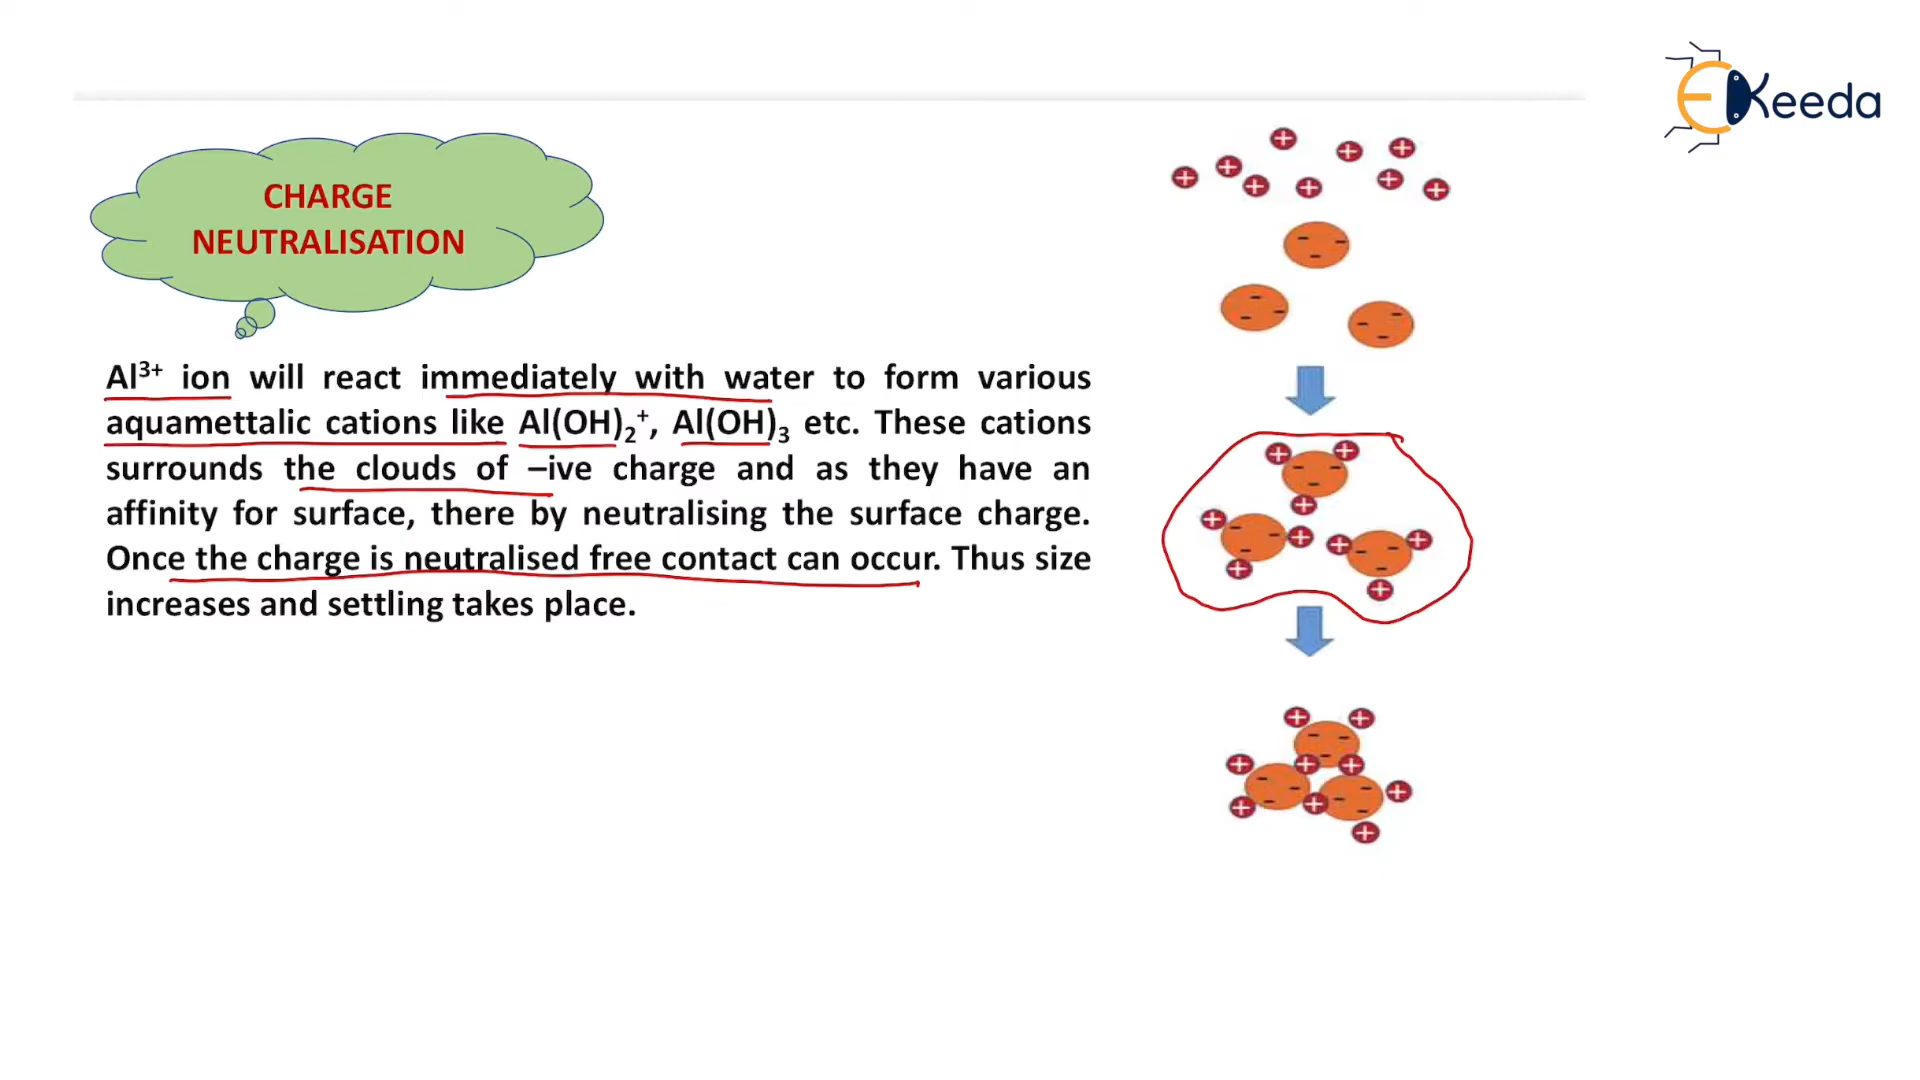 EKeeda
CHARGE
NEUTRALISATION
Al³⁺ ion will react immediately with water to form various
aquamettalic cations like Al(OH)₂⁺, Al(OH)₃ etc. These cations
surrounds the clouds of –ive charge and as they have an
affinity for surface, there by neutralising the surface charge.
Once the charge is neutralised free contact can occur. Thus size
increases and settling takes place.